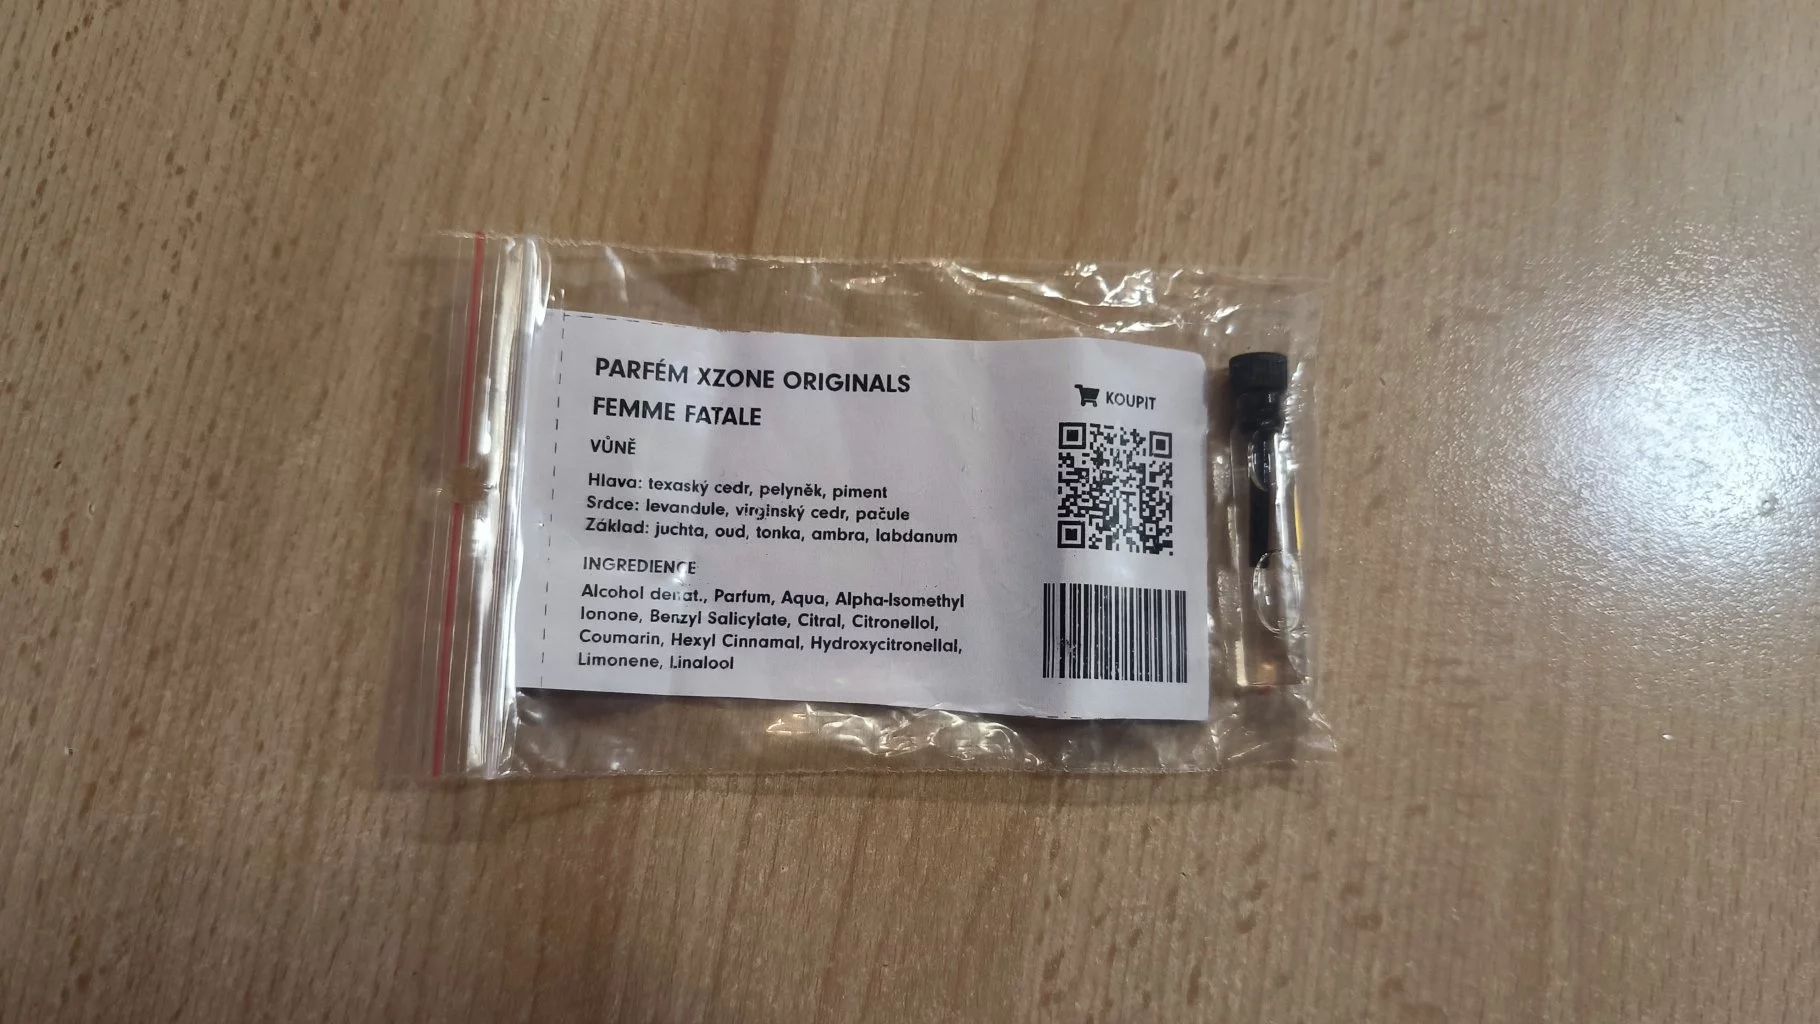 PARFÉM XZONE ORIGINALS
FEMME FATALE
VŮNĚ
Hlava: texaský cedr, pelyněk, piment
Srdce: levandule, virginský cedr, pačule
Základ: juchta, oud, tonka, ambra, labdanum
INGREDIENCE
Alcohol denat., Parfum, Aqua, Alpha-Isomethyl
Ionone, Benzyl Salicylate, Citral, Citronellol,
Coumarin, Hexyl Cinnamal, Hydroxycitronellal,
Limonene, Linalool
KOUPIT